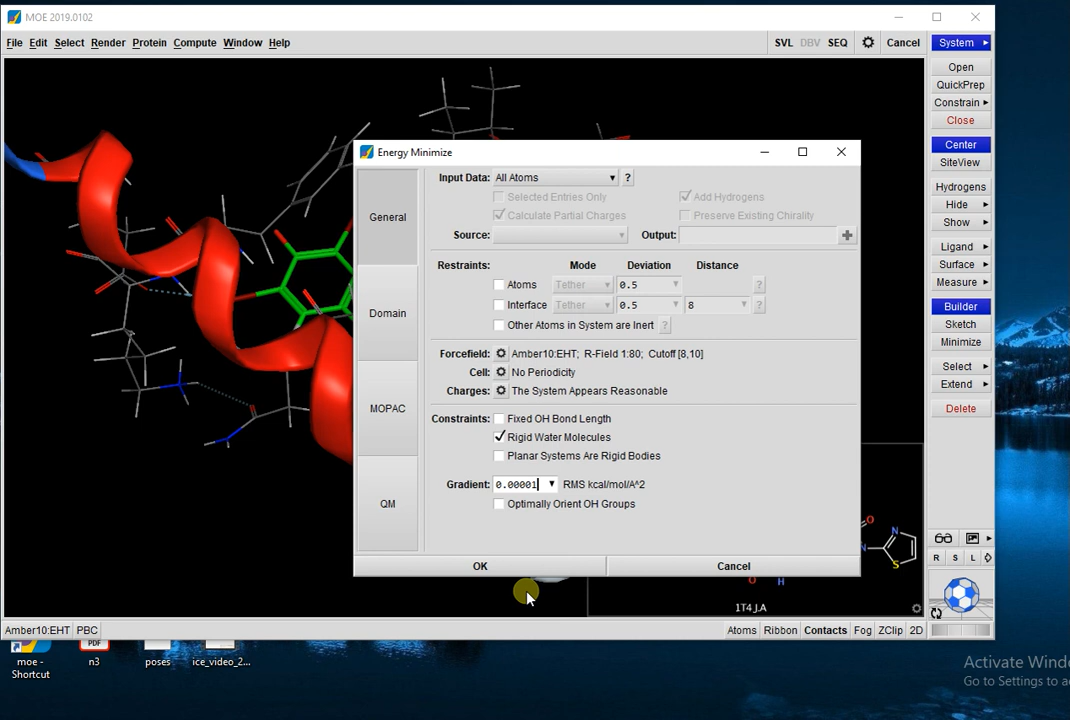 MOE 2019.0102
File Edit Select Render Protein Compute Window Help SVL DBV SEQ Cancel System
Open
QuickPrep
Constrain
Close
Center
SiteView
Hydrogens
Hide
Show
Ligand
Surface
Measure
Builder
Sketch
Minimize
Select
Extend
Delete
R S L
Energy Minimize
General
Domain
MOPAC
QM
Input Data: All Atoms ?
Selected Entries Only Add Hydrogens
Calculate Partial Charges Preserve Existing Chirality
Source: Output:
Restraints: Mode Deviation Distance
Atoms Tether 0.5 ?
Interface Tether 0.5 8 ?
Other Atoms in System are Inert ?
Forcefield: Amber10:EHT; R-Field 1:80; Cutoff [8,10]
Cell: No Periodicity
Charges: The System Appears Reasonable
Constraints: Fixed OH Bond Length
Rigid Water Molecules
Planar Systems Are Rigid Bodies
Gradient: 0.00001 RMS kcal/mol/A^2
Optimally Orient OH Groups
OK Cancel
O
N
S
O H
1T4 J.A
Amber10:EHT PBC Atoms Ribbon Contacts Fog ZClip 2D
PDF
moe -
Shortcut
n3
poses
ice_video_2...
Activate Wind
Go to Settings to a